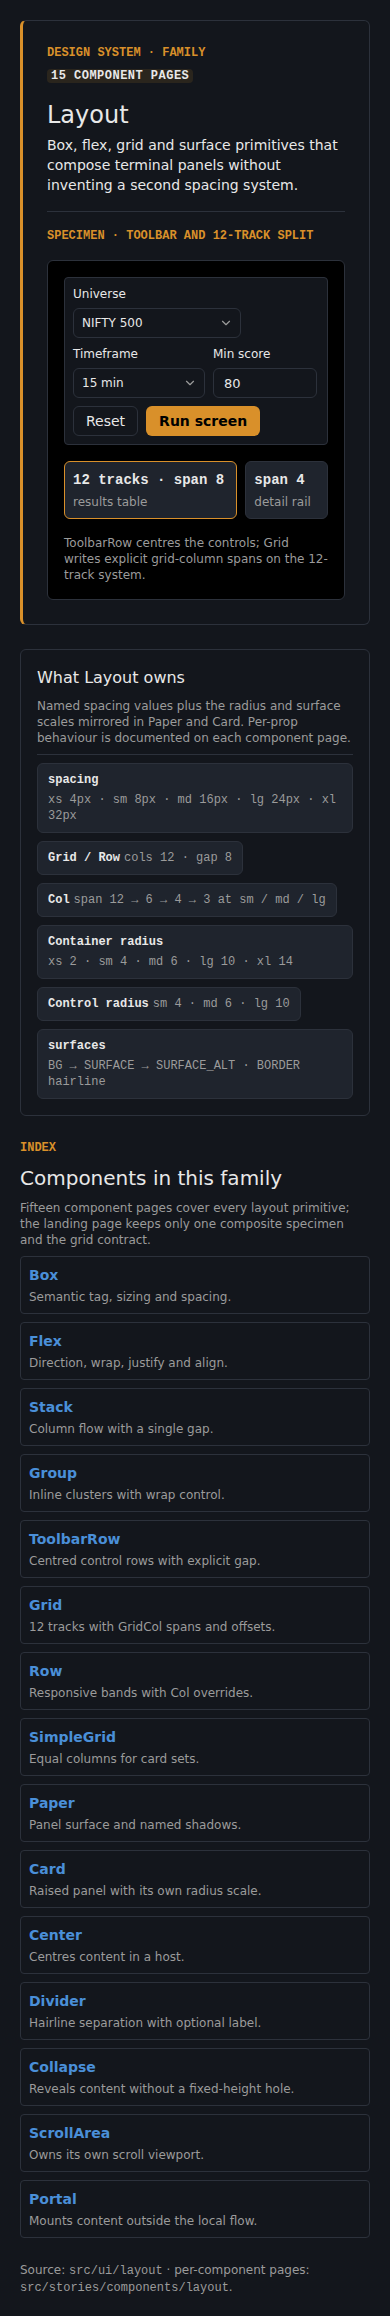 DESIGN SYSTEM · FAMILY
15 COMPONENT PAGES
Layout
Box, flex, grid and surface primitives that
compose terminal panels without
inventing a second spacing system.
SPECIMEN · TOOLBAR AND 12-TRACK SPLIT
Universe
NIFTY 500
Timeframe Min score
15 min 80
Reset Run screen
12 tracks · span 8 span 4
results table detail rail
ToolbarRow centres the controls; Grid
writes explicit grid-column spans on the 12-
track system.
What Layout owns
Named spacing values plus the radius and surface
scales mirrored in Paper and Card. Per-prop
behaviour is documented on each component page.
spacing
xs 4px · sm 8px · md 16px · lg 24px · xl
32px
Grid / Row cols 12 · gap 8
Col span 12 → 6 → 4 → 3 at sm / md / lg
Container radius
xs 2 · sm 4 · md 6 · lg 10 · xl 14
Control radius sm 4 · md 6 · lg 10
surfaces
BG → SURFACE → SURFACE_ALT · BORDER
hairline
INDEX
Components in this family
Fifteen component pages cover every layout primitive;
the landing page keeps only one composite specimen
and the grid contract.
Box
Semantic tag, sizing and spacing.
Flex
Direction, wrap, justify and align.
Stack
Column flow with a single gap.
Group
Inline clusters with wrap control.
ToolbarRow
Centred control rows with explicit gap.
Grid
12 tracks with GridCol spans and offsets.
Row
Responsive bands with Col overrides.
SimpleGrid
Equal columns for card sets.
Paper
Panel surface and named shadows.
Card
Raised panel with its own radius scale.
Center
Centres content in a host.
Divider
Hairline separation with optional label.
Collapse
Reveals content without a fixed-height hole.
ScrollArea
Owns its own scroll viewport.
Portal
Mounts content outside the local flow.
Source: src/ui/layout · per-component pages:
src/stories/components/layout.